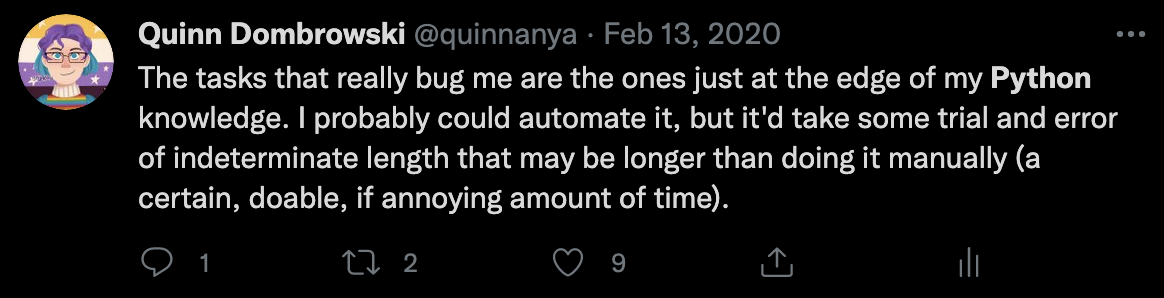 Quinn Dombrowski @quinnanya · Feb 13, 2020
The tasks that really bug me are the ones just at the edge of my Python
knowledge. I probably could automate it, but it'd take some trial and error
of indeterminate length that may be longer than doing it manually (a
certain, doable, if annoying amount of time).
1 2 9